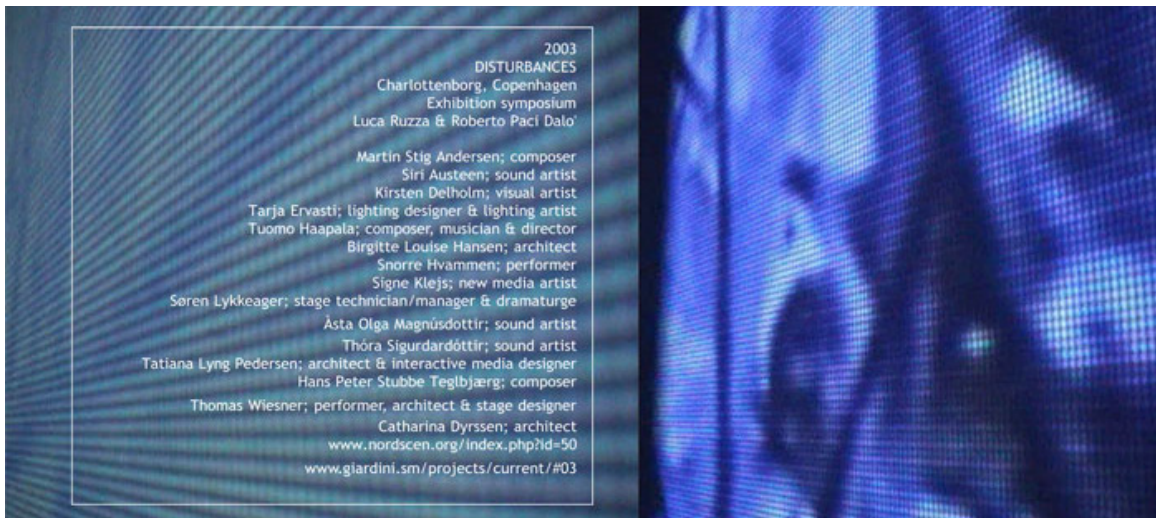 2003
DISTURBANCES
Charlottenborg, Copenhagen
Exhibition symposium
Luca Ruzza & Roberto Paci Dalo'
Martin Stig Andersen; composer
Siri Austeen; sound artist
Kirsten Delholm; visual artist
Tarja Ervasti; lighting designer & lighting artist
Tuomo Haapala; composer, musician & director
Birgitte Louise Hansen; architect
Snorre Hvammen; performer
Signe Klejs; new media artist
Søren Lykkeager; stage technician/manager & dramaturge
Àsta Olga Magnúsdottir; sound artist
Thóra Sigurdardóttir; sound artist
Tatiana Lyng Pedersen; architect & interactive media designer
Hans Peter Stubbe Teglbjærg; composer
Thomas Wiesner; performer, architect & stage designer
Catharina Dyrssen; architect
www.nordscen.org/index.php?id=50
www.giardini.sm/projects/current/#03